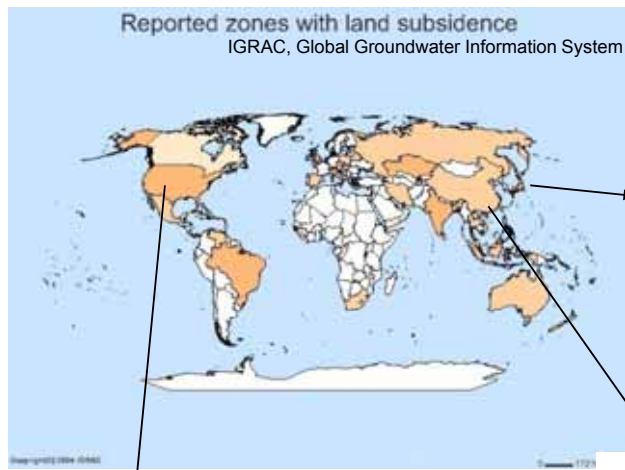 Reported zones with land subsidence
IGRAC, Global Groundwater Information System